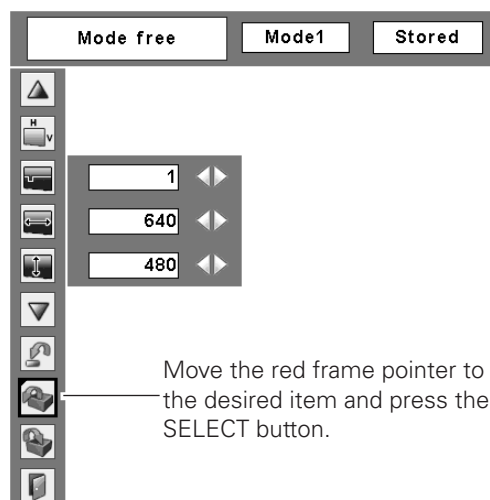 Mode free Mode1 Stored
H
V
1
640
480
Move the red frame pointer to
the desired item and press the
SELECT button.